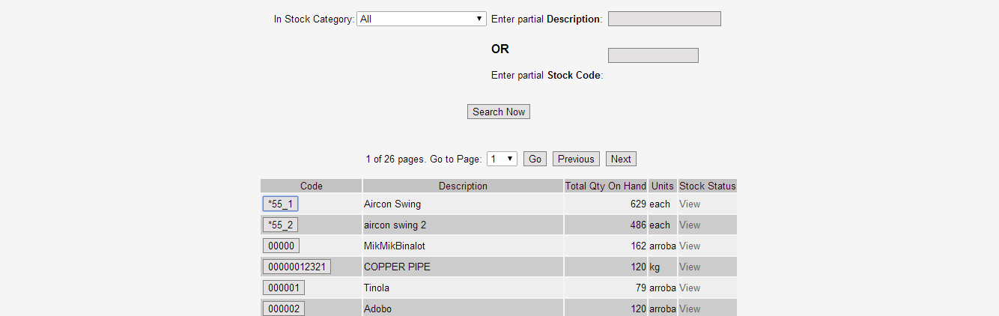 In Stock Category: All Enter partial Description:
OR
Enter partial Stock Code:
Search Now
1 of 26 pages. Go to Page: 1 Go Previous Next
Code Description Total Qty On Hand Units Stock Status
*55_1 Aircon Swing 629 each View
*55_2 aircon swing 2 486 each View
00000 MikMikBinalot 162 arroba View
00000012321 COPPER PIPE 120 kg View
000001 Tinola 79 arroba View
000002 Adobo 120 arroba View